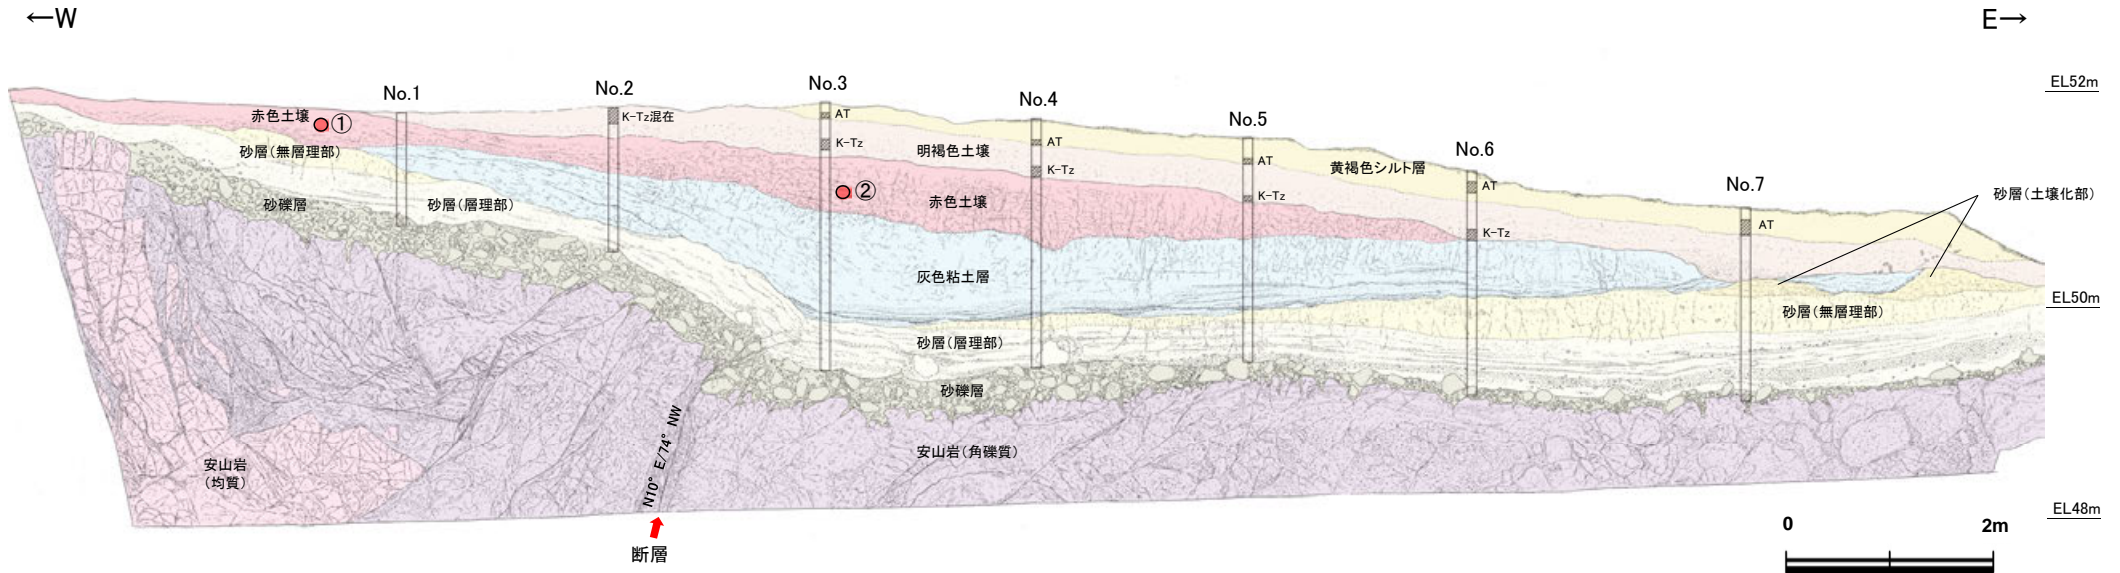 ←W
E→
EL52m
No.1
No.2
No.3
No.4
No.5
No.6
No.7
赤色土壌
①
K-Tz混在
AT
K-Tz
AT
K-Tz
AT
K-Tz
AT
K-Tz
AT
砂層(無層理部)
明褐色土壌
黄褐色シルト層
②
赤色土壌
砂層(土壌化部)
砂礫層
砂層(層理部)
灰色粘土層
EL50m
砂層(無層理部)
砂層(層理部)
砂礫層
安山岩(角礫質)
安山岩
(均質)
N10°E/74°NW
EL48m
断層
0
2m